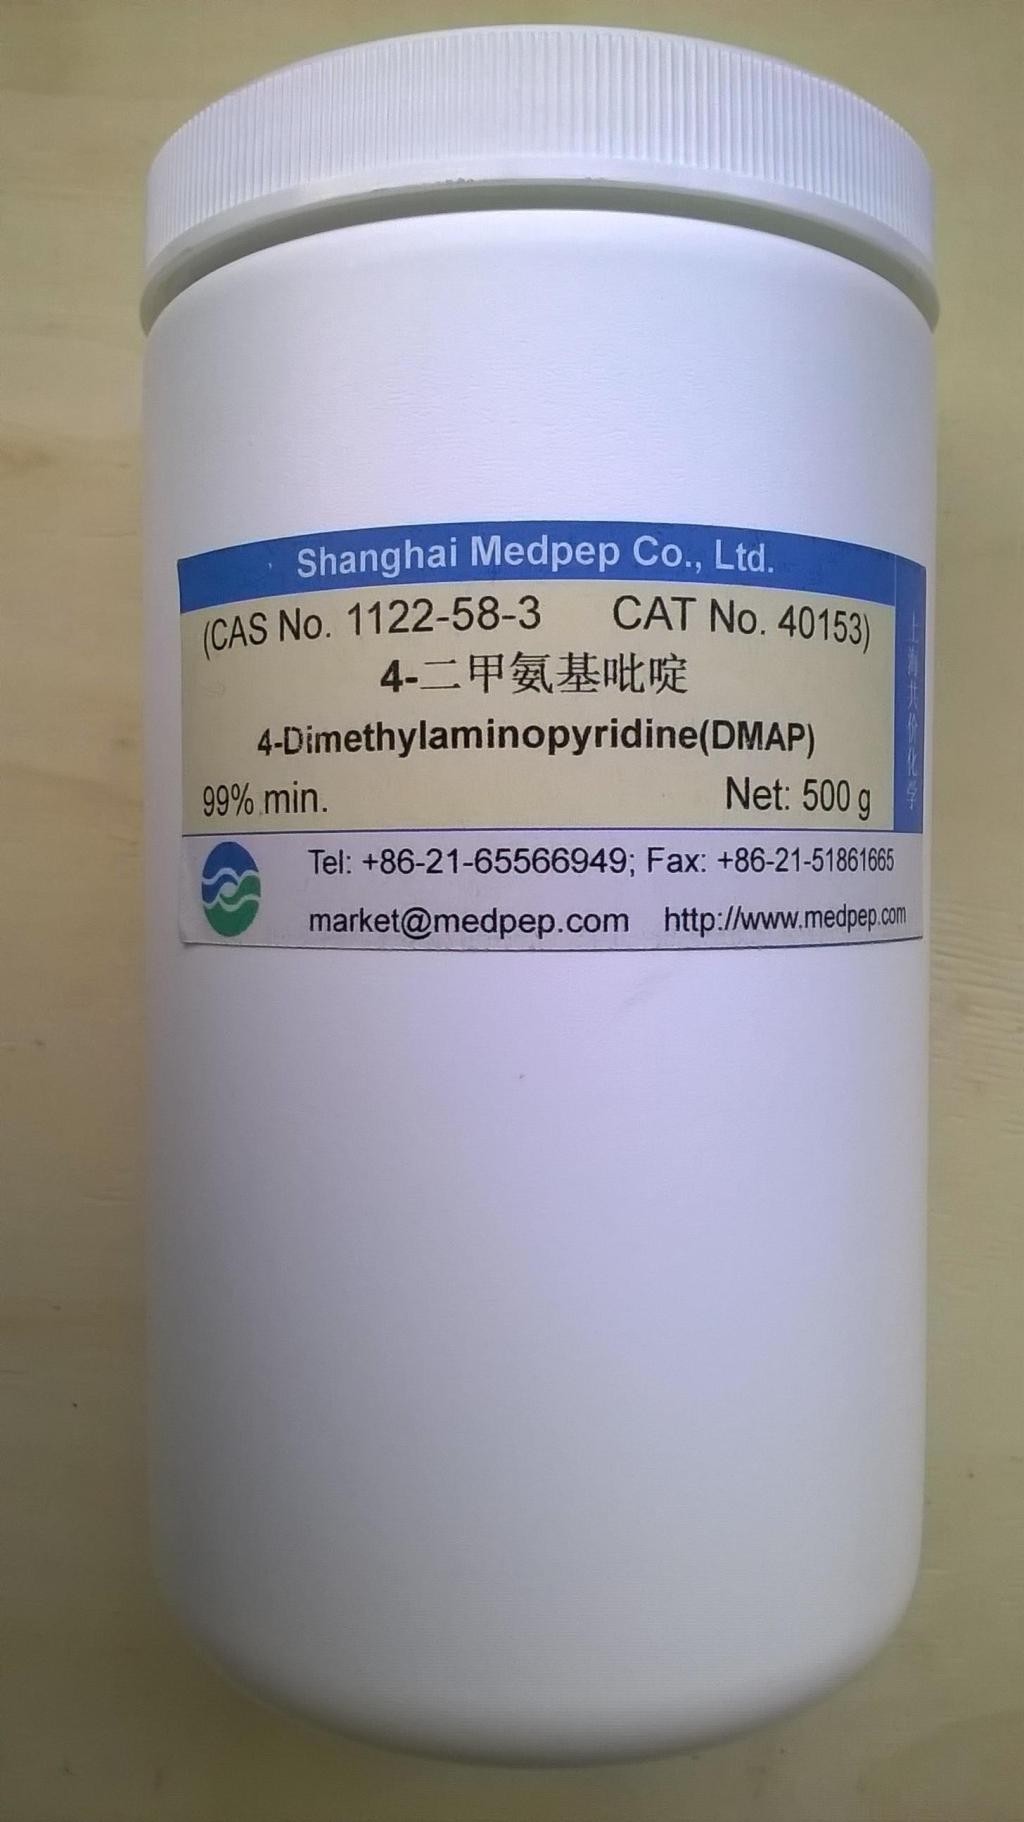 Shanghai Medpep Co., Ltd.
(CAS No. 1122-58-3 CAT No. 40153)
4-二甲氨基吡啶
4-Dimethylaminopyridine(DMAP)
99% min. Net: 500 g
上海共价化学
Tel: +86-21-65566949; Fax: +86-21-51861665
market@medpep.com http://www.medpep.com